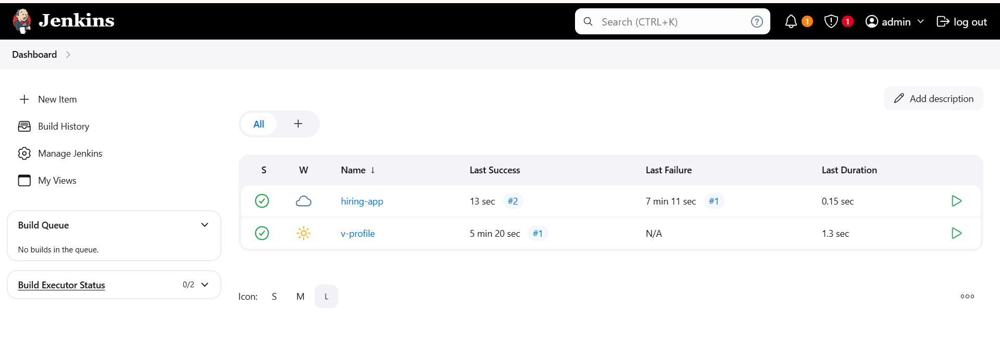 Jenkins
Search (CTRL+K) ?
1
1
admin
log out
Dashboard
New Item
Build History
Manage Jenkins
My Views
Build Queue
No builds in the queue.
Build Executor Status 0/2
Add description
All +
S W Name ↓ Last Success Last Failure Last Duration
hiring-app 13 sec #2 7 min 11 sec #1 0.15 sec
v-profile 5 min 20 sec #1 N/A 1.3 sec
Icon: S M L